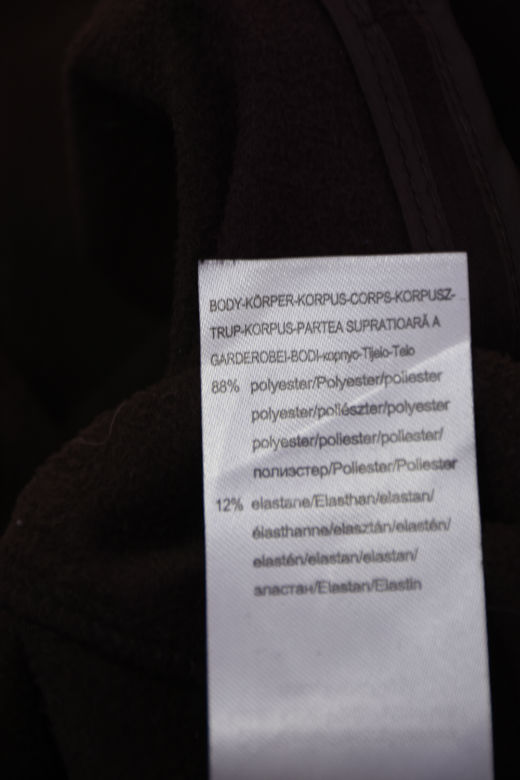 BODY-KÖRPER-KORPUS-CORPS-KORPUSZ-
TRUP-KORPUS-PARTEA SUPRATIOARĂ A
GARDEROBEI-BODI-корпус-Tijelo-Telo
88% polyester/Polyester/poliester
polyester/poliészter/polyester
polyester/poliester/poliester/
полиэстер/Poliester/Poliester
12% elastane/Elasthan/elastan/
élasthanne/elasztán/elastén/
elastén/elastan/elastan/
эластан/Elastan/Elastin